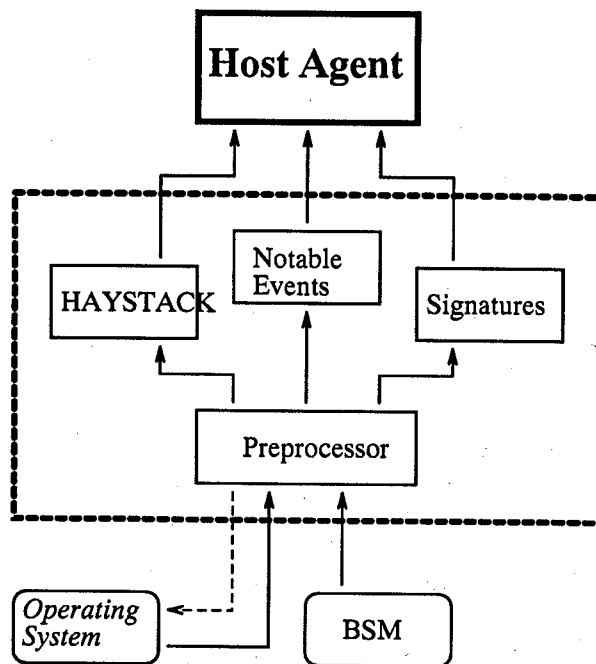 Host Agent
Notable
Events
HAYSTACK
Signatures
Preprocessor
Operating
System
BSM